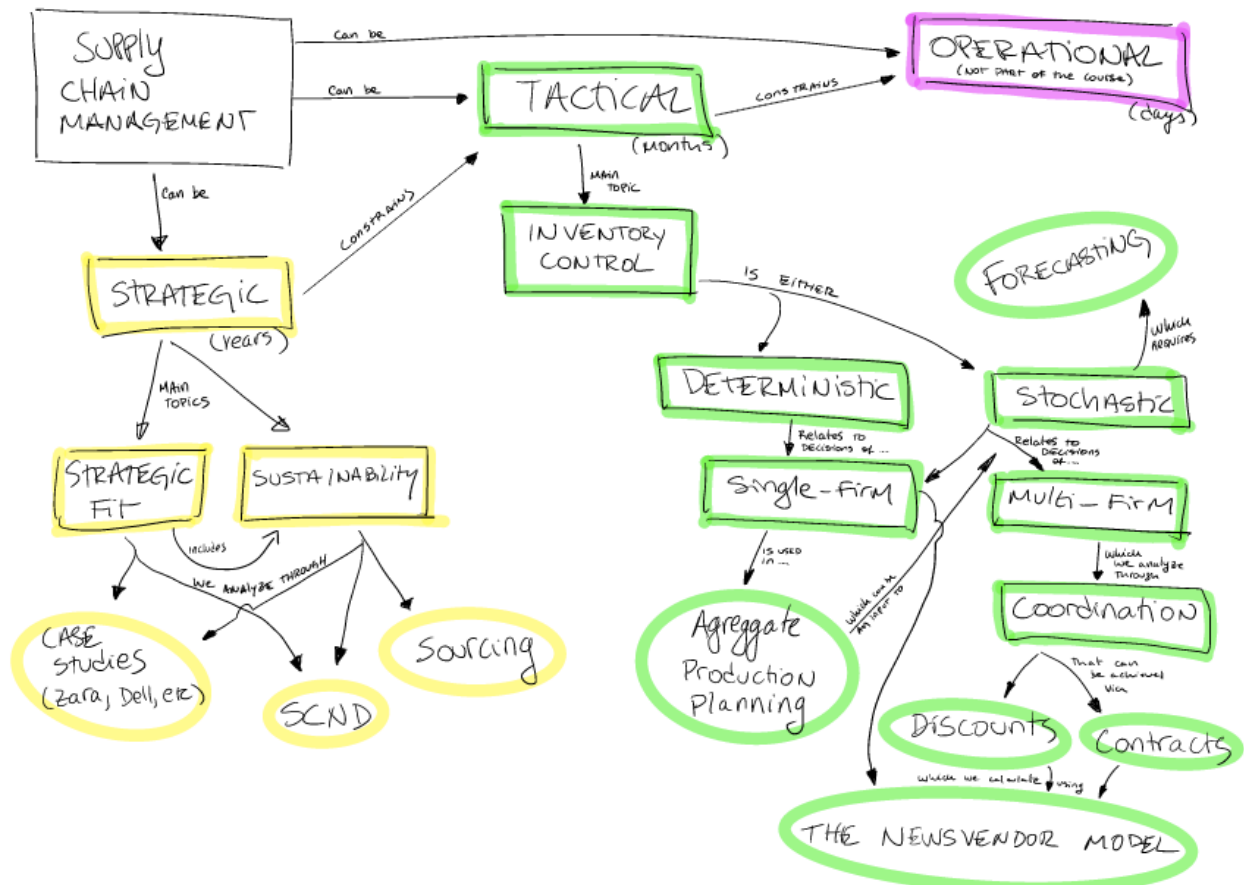 SUPPLY
CHAIN
MANAGEMENT
can be
can be
can be
TACTICAL
(MONTHS)
CONSTRAINS
OPERATIONAL
(NOT PART OF THE COURSE)
(days)
CONSTRAINS
STRATEGIC
(Years)
MAIN
TOPICS
STRATEGIC
FIT
SUSTAINABILITY
includes
WE ANALYZE THROUGH
CASE
Studies
(Zara, Dell, etc)
SCND
Sourcing
MAIN
TOPIC
INVENTORY
CONTROL
IS EITHER
DETERMINISTIC
Relates to
DECISIONS OF...
Single-Firm
IS USED
IN...
Agreggate
Production
Planning
which can be
AN INPUT TO
FORECASTING
Which
REQUIRES
Stochastic
Relates to
DECISIONS
OF...
Multi-Firm
Which
we analyze
Through
Coordination
That can
be achieved
via
Discounts
Contracts
which we calculate using
THE NEWSVENDOR MODEL